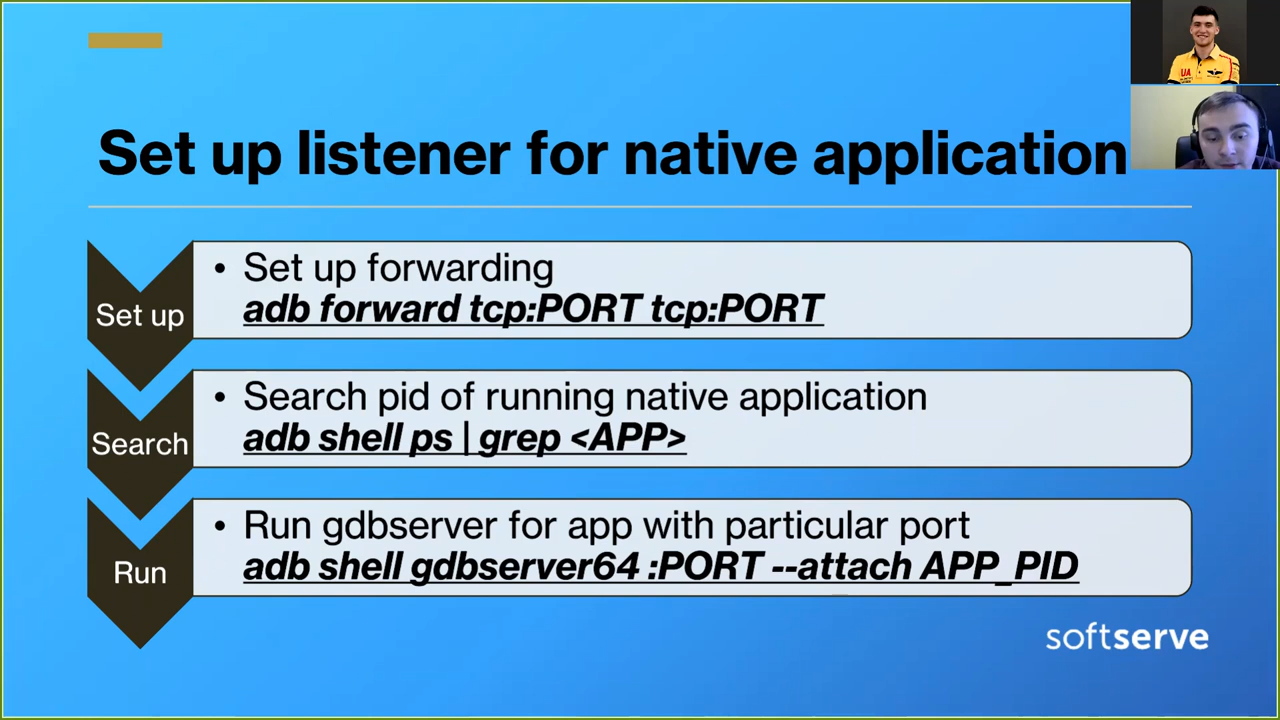 Set up listener for native application
Set up
• Set up forwarding
adb forward tcp:PORT tcp:PORT
Search
• Search pid of running native application
adb shell ps | grep <APP>
Run
• Run gdbserver for app with particular port
adb shell gdbserver64 :PORT --attach APP_PID
softserve
UA